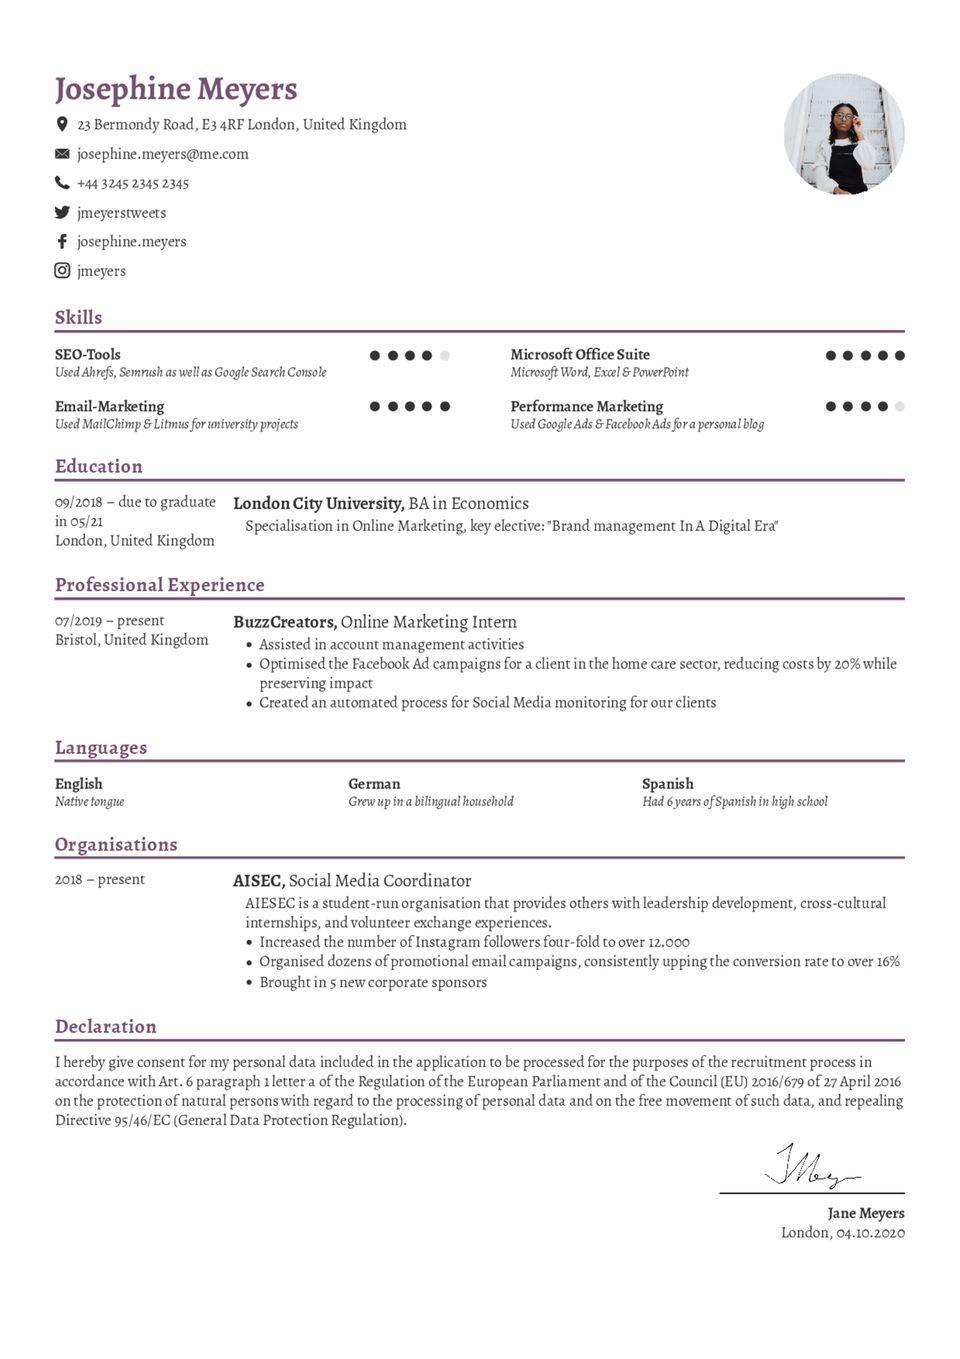 Josephine Meyers
23 Bermondy Road, E3 4RF London, United Kingdom
josephine.meyers@me.com
+44 3245 2345 2345
jmeyerstweets
josephine.meyers
jmeyers
Skills
SEO-Tools
Used Ahrefs, Semrush as well as Google Search Console
Microsoft Office Suite
Microsoft Word, Excel & PowerPoint
Email-Marketing
Used MailChimp & Litmus for university projects
Performance Marketing
Used Google Ads & Facebook Ads for a personal blog
Education
09/2018 – due to graduate
in 05/21
London, United Kingdom
London City University, BA in Economics
Specialisation in Online Marketing, key elective: "Brand management In A Digital Era"
Professional Experience
07/2019 – present
Bristol, United Kingdom
BuzzCreators, Online Marketing Intern
• Assisted in account management activities
• Optimised the Facebook Ad campaigns for a client in the home care sector, reducing costs by 20% while
preserving impact
• Created an automated process for Social Media monitoring for our clients
Languages
English
Native tongue
German
Grew up in a bilingual household
Spanish
Had 6 years of Spanish in high school
Organisations
2018 – present
AISEC, Social Media Coordinator
AIESEC is a student-run organisation that provides others with leadership development, cross-cultural
internships, and volunteer exchange experiences.
• Increased the number of Instagram followers four-fold to over 12.000
• Organised dozens of promotional email campaigns, consistently upping the conversion rate to over 16%
• Brought in 5 new corporate sponsors
Declaration
I hereby give consent for my personal data included in the application to be processed for the purposes of the recruitment process in
accordance with Art. 6 paragraph 1 letter a of the Regulation of the European Parliament and of the Council (EU) 2016/679 of 27 April 2016
on the protection of natural persons with regard to the processing of personal data and on the free movement of such data, and repealing
Directive 95/46/EC (General Data Protection Regulation).
Jane Meyers
London, 04.10.2020